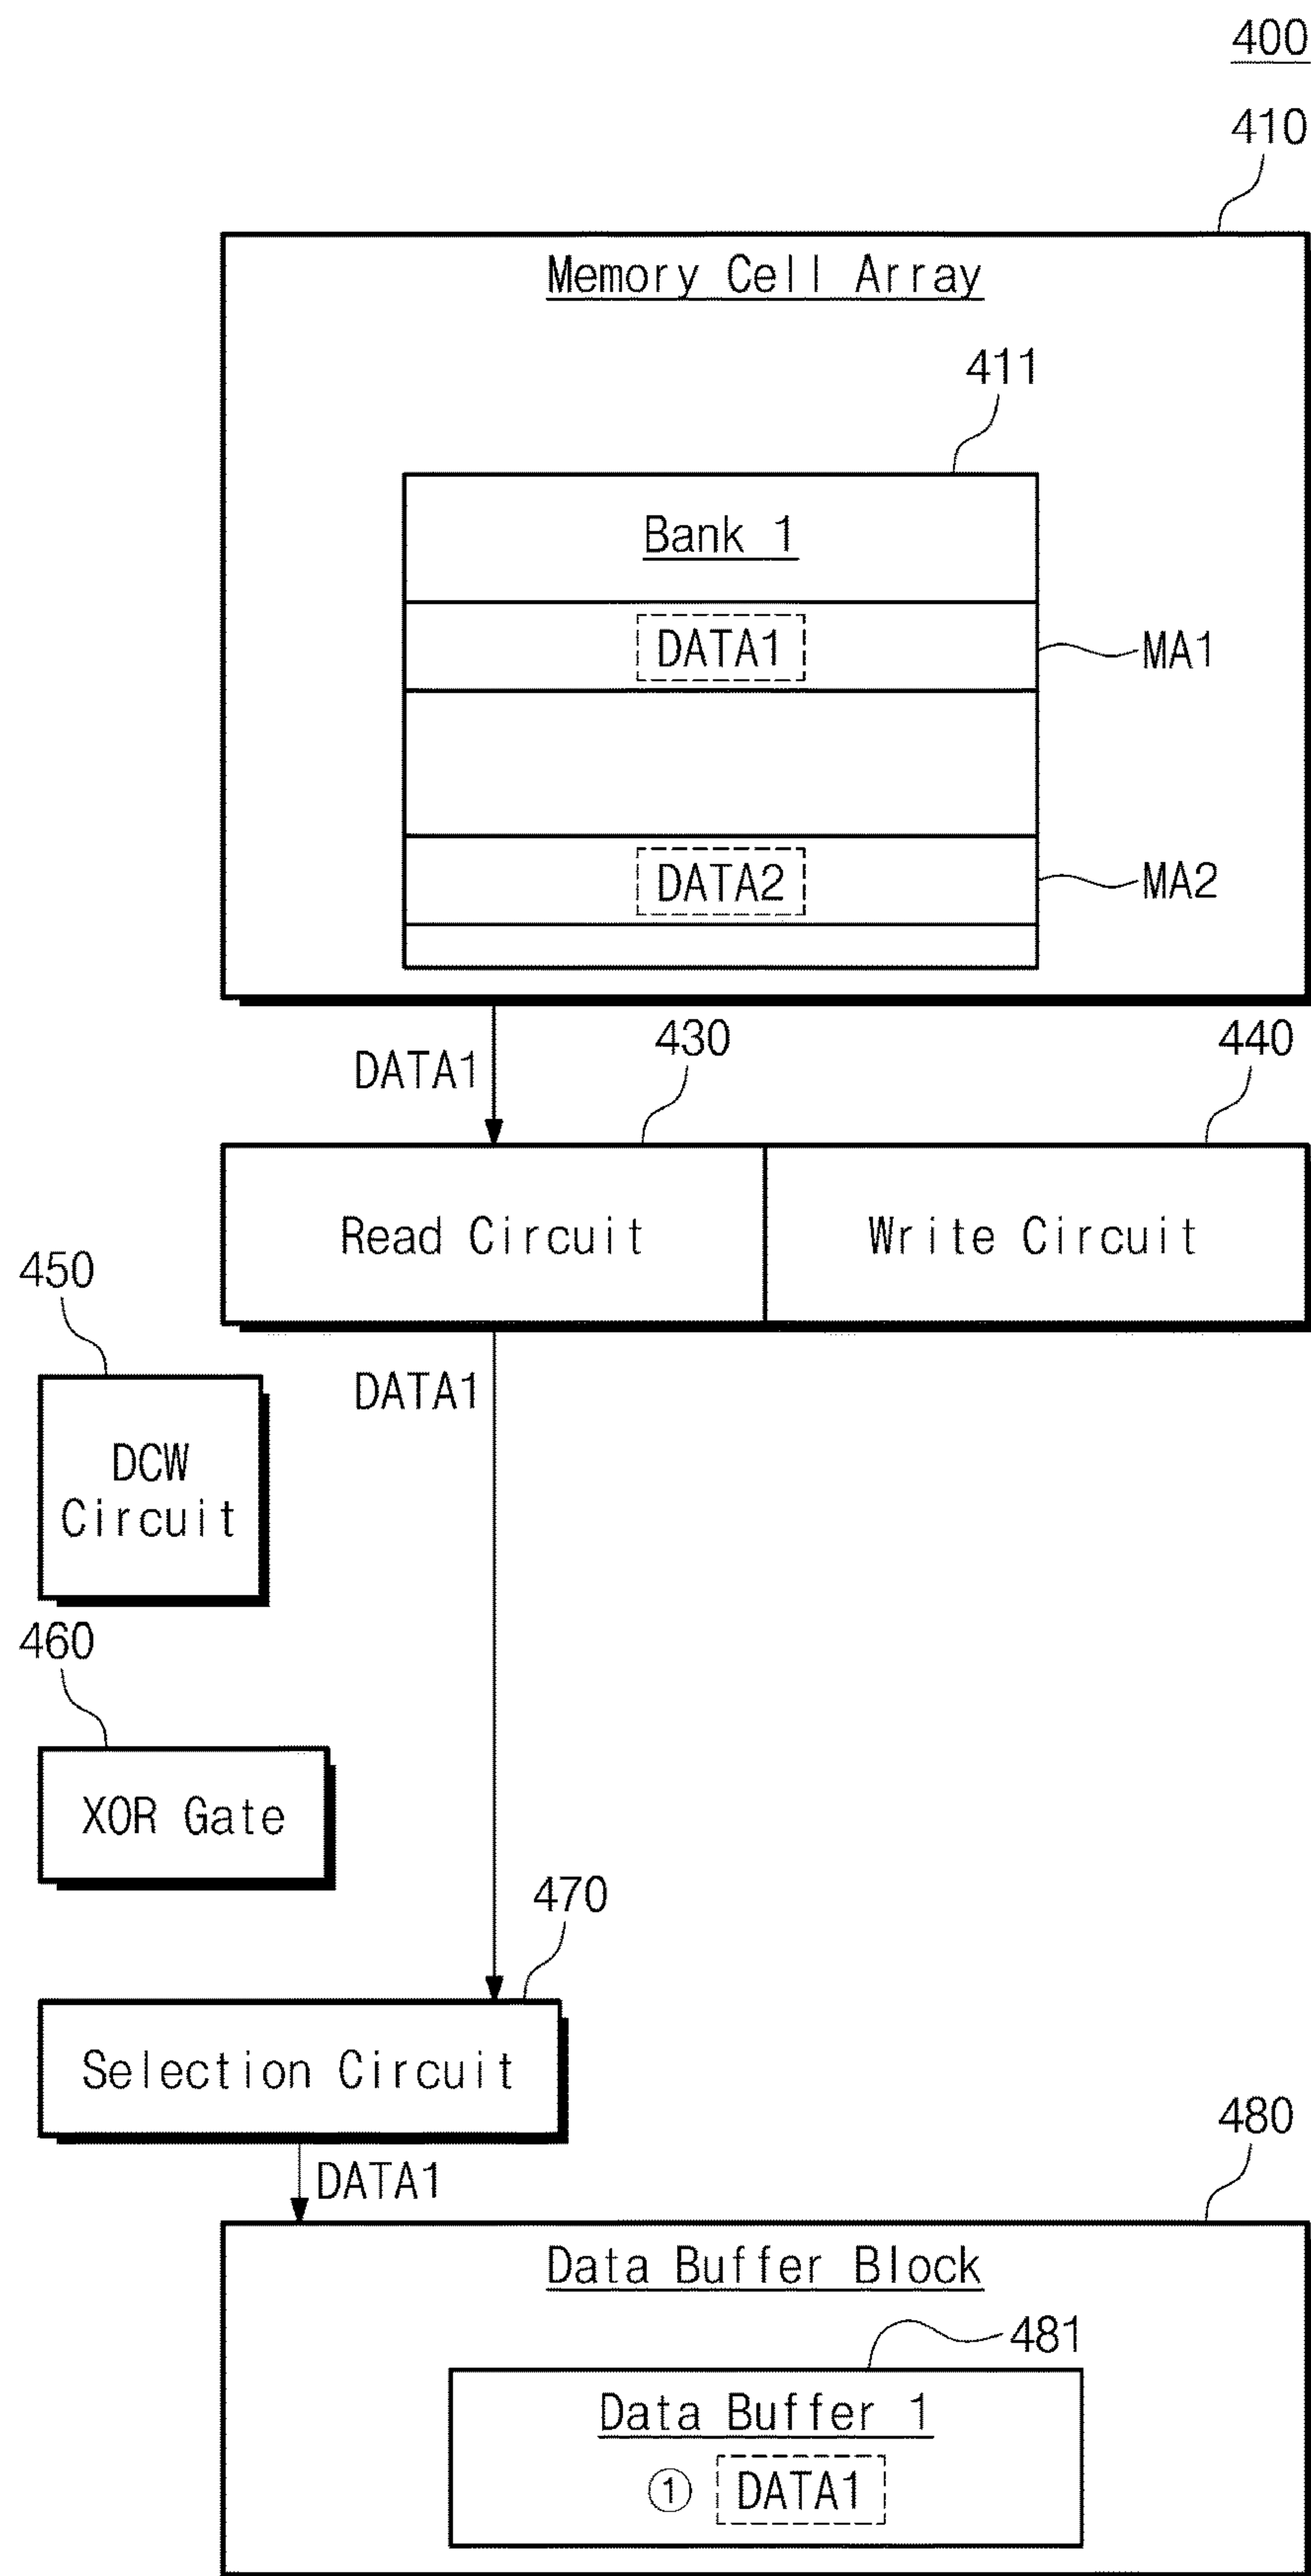 400
410
Memory Cell Array
411
Bank 1
DATA1
MA1
DATA2
MA2
DATA1
430
440
Read Circuit
Write Circuit
450
DATA1
DCW
Circuit
460
XOR Gate
470
Selection Circuit
480
DATA1
Data Buffer Block
481
Data Buffer 1
① DATA1